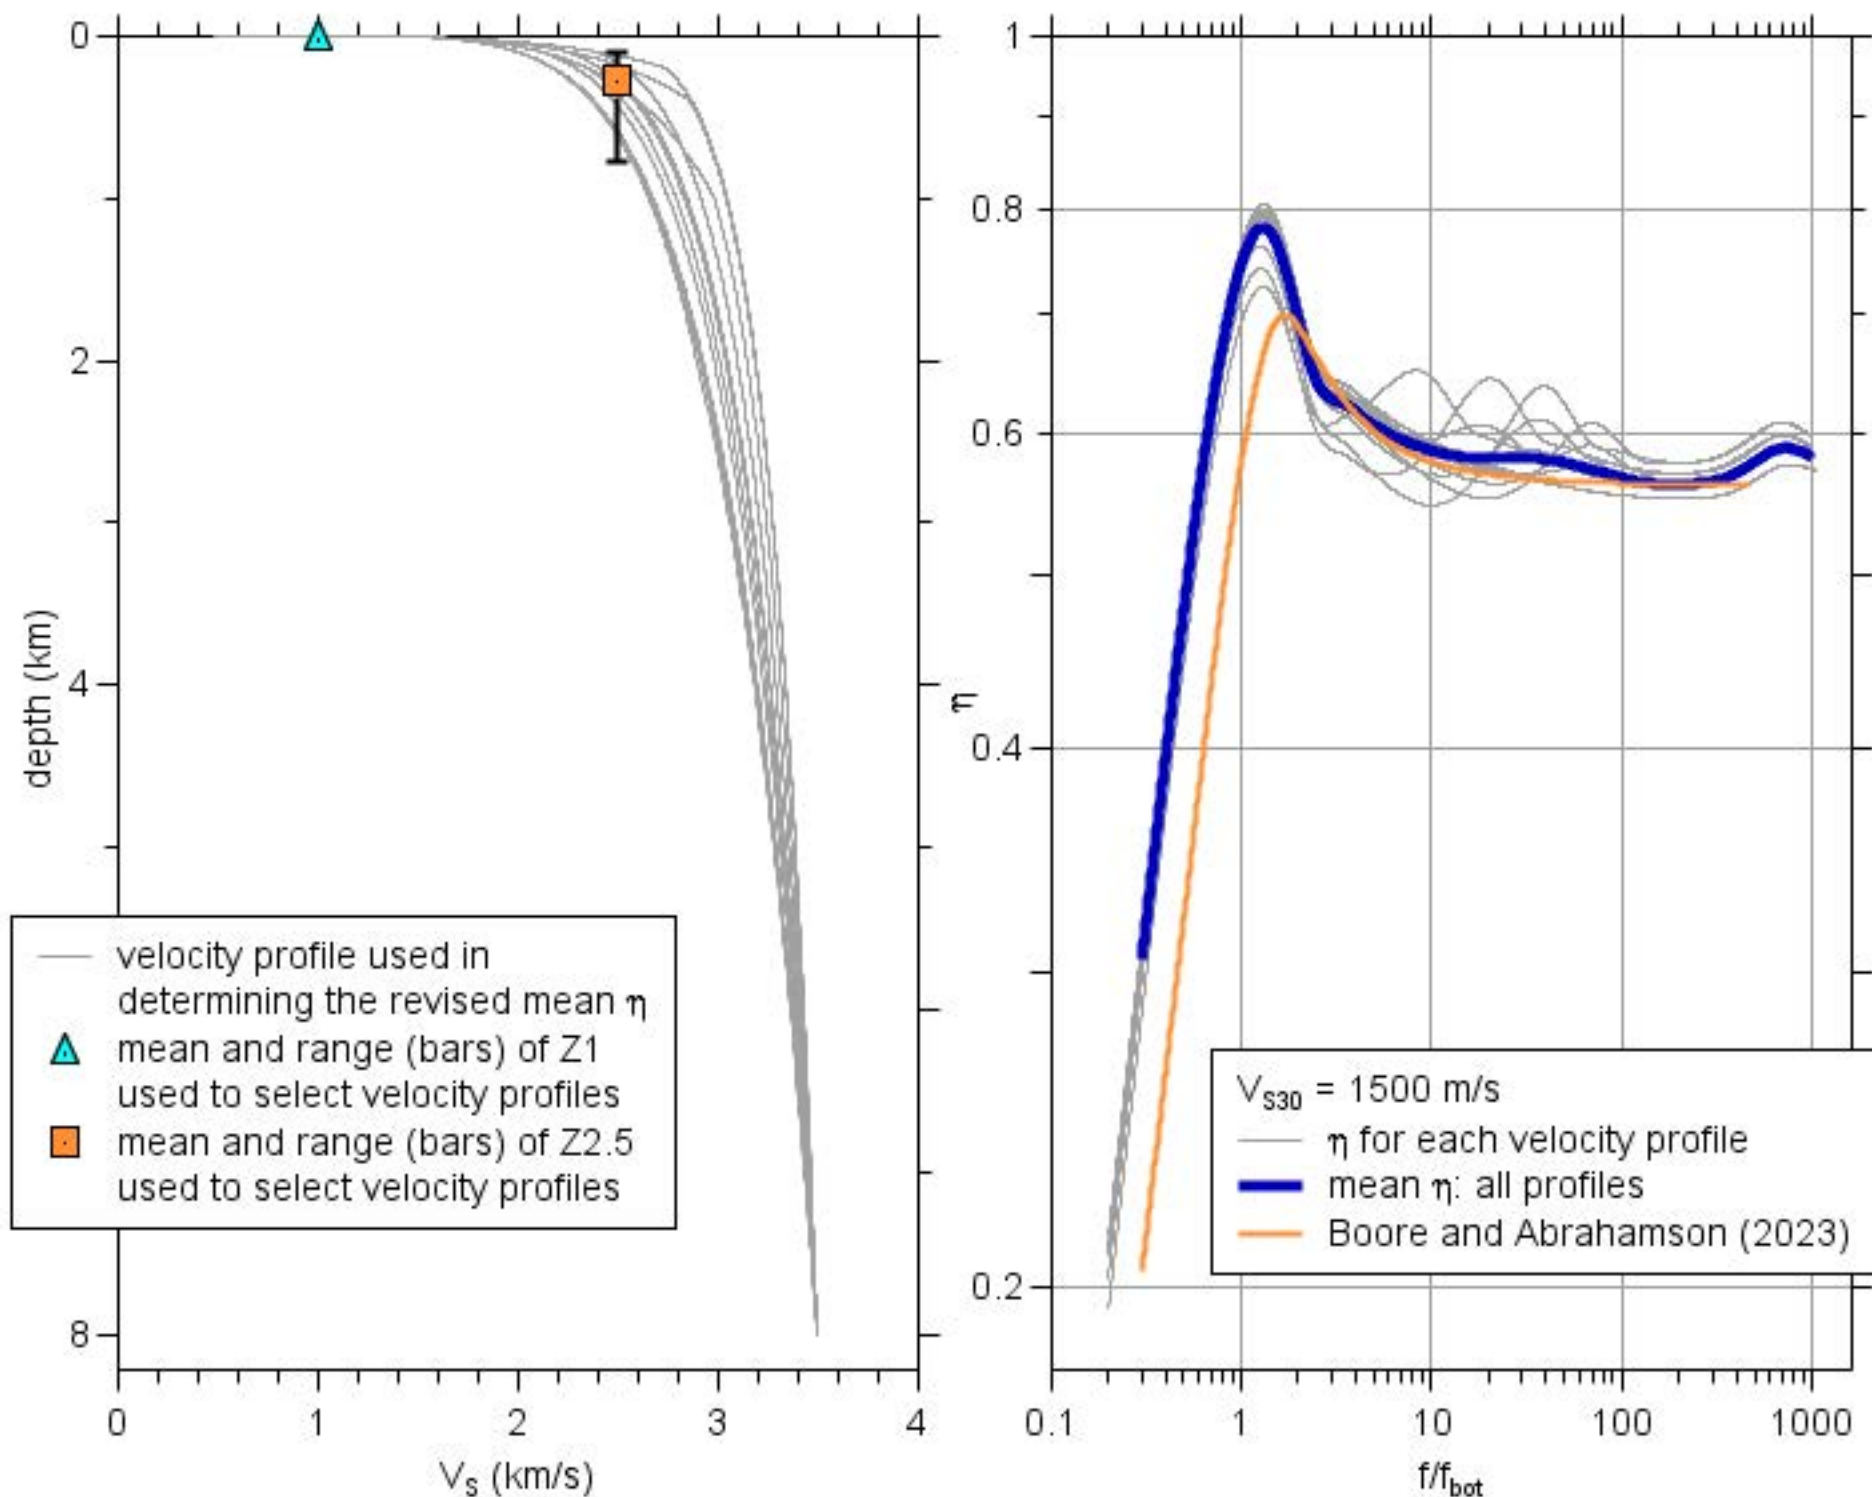 0
2
4
8
depth (km)
velocity profile used in
determining the revised mean η
mean and range (bars) of Z1
used to select velocity profiles
mean and range (bars) of Z2.5
used to select velocity profiles
0
1
2
3
4
V_S (km/s)
1
0.8
0.6
0.4
0.2
η
V_S30 = 1500 m/s
η for each velocity profile
mean η: all profiles
Boore and Abrahamson (2023)
0.1
1
10
100
1000
f/f_bot